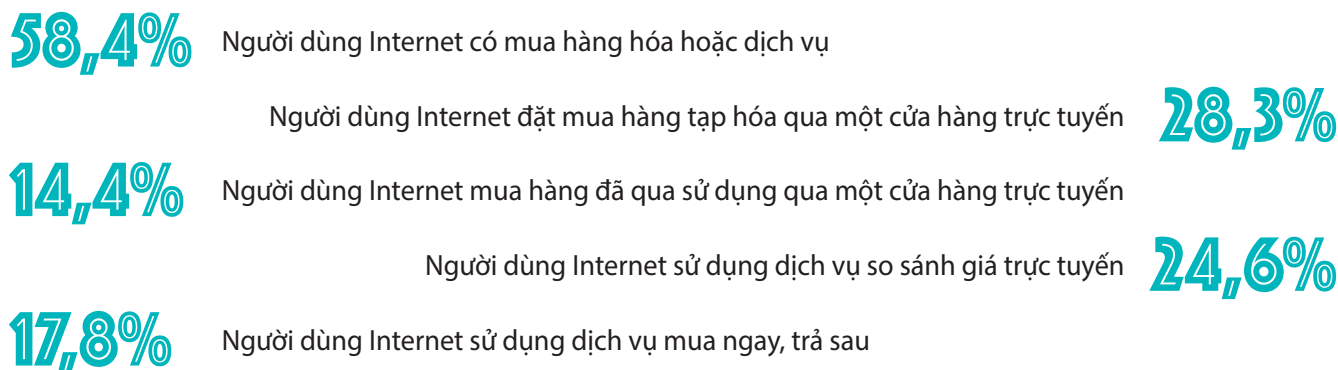 58,4% Người dùng Internet có mua hàng hóa hoặc dịch vụ
Người dùng Internet đặt mua hàng tạp hóa qua một cửa hàng trực tuyến 28,3%
14,4% Người dùng Internet mua hàng đã qua sử dụng qua một cửa hàng trực tuyến
Người dùng Internet sử dụng dịch vụ so sánh giá trực tuyến 24,6%
17,8% Người dùng Internet sử dụng dịch vụ mua ngay, trả sau